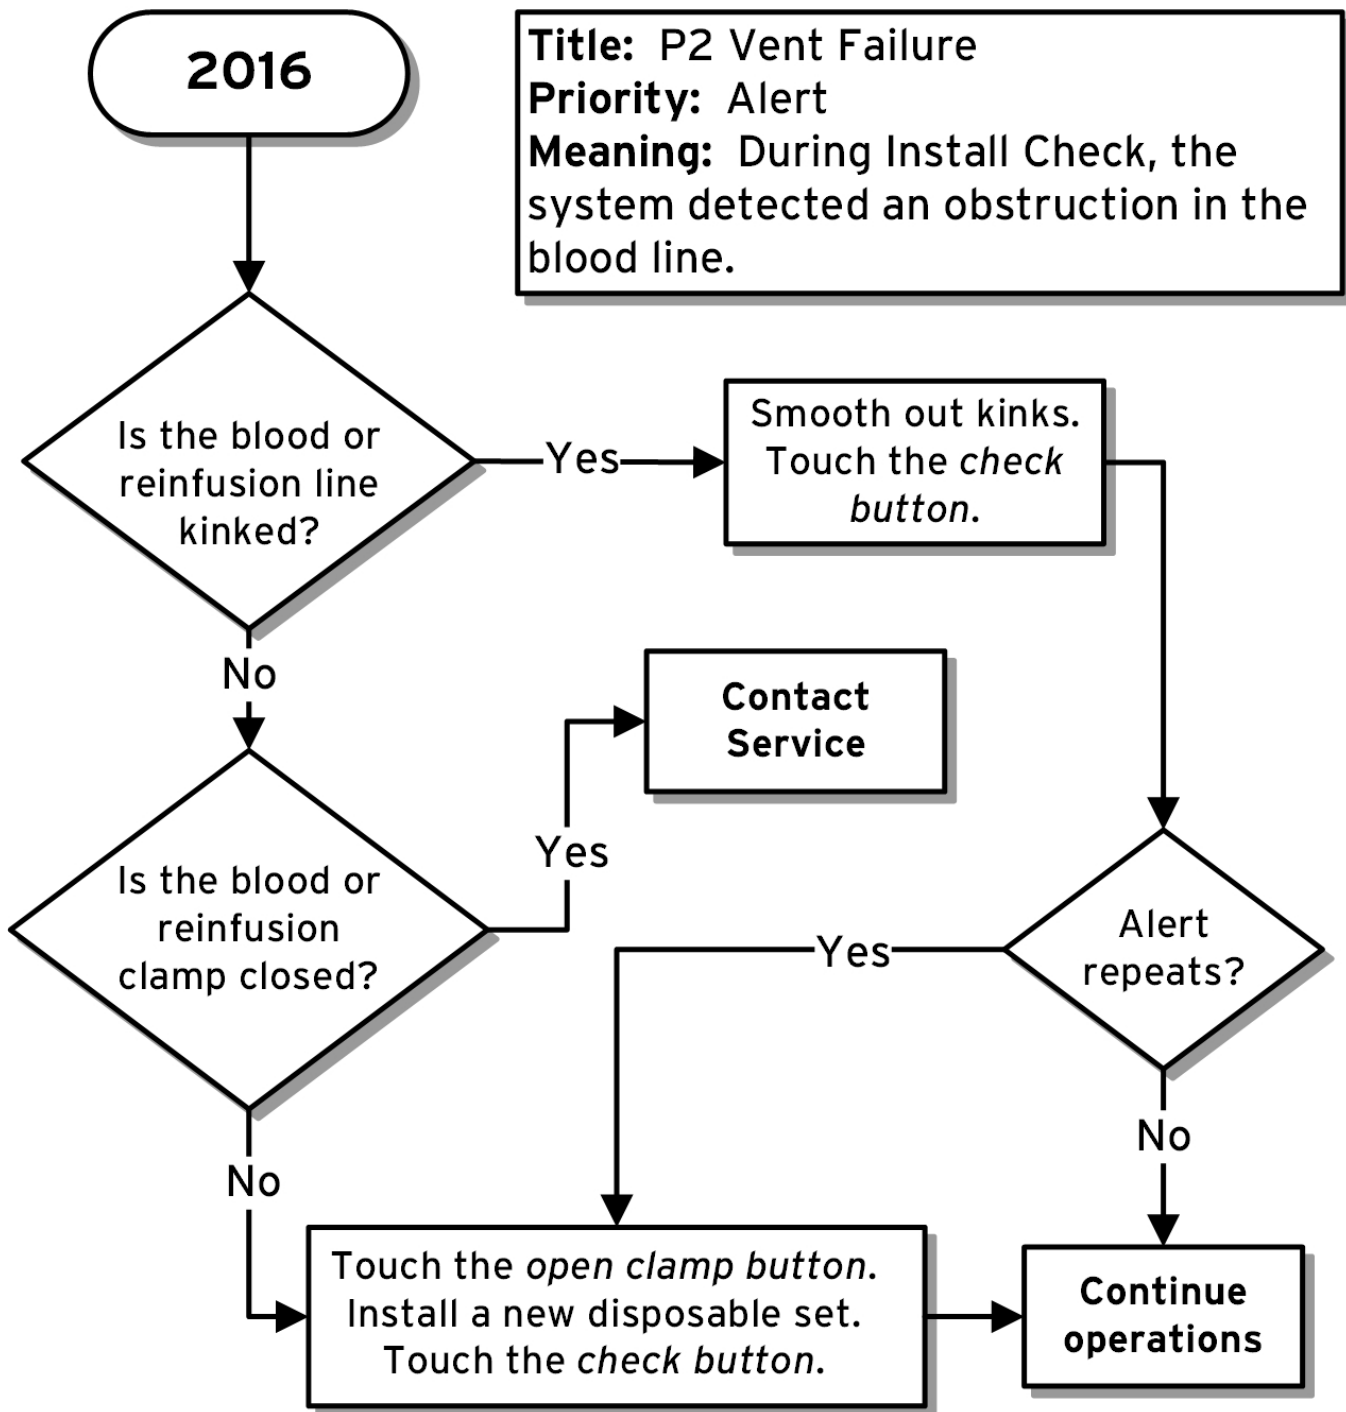 2016
Title: P2 Vent Failure
Priority: Alert
Meaning: During Install Check, the
system detected an obstruction in the
blood line.
Is the blood or
reinfusion line
kinked?
Yes
Smooth out kinks.
Touch the check
button.
No
Contact
Service
Yes
Is the blood or
reinfusion
clamp closed?
Alert
repeats?
Yes
No
No
Touch the open clamp button.
Install a new disposable set.
Touch the check button.
Continue
operations